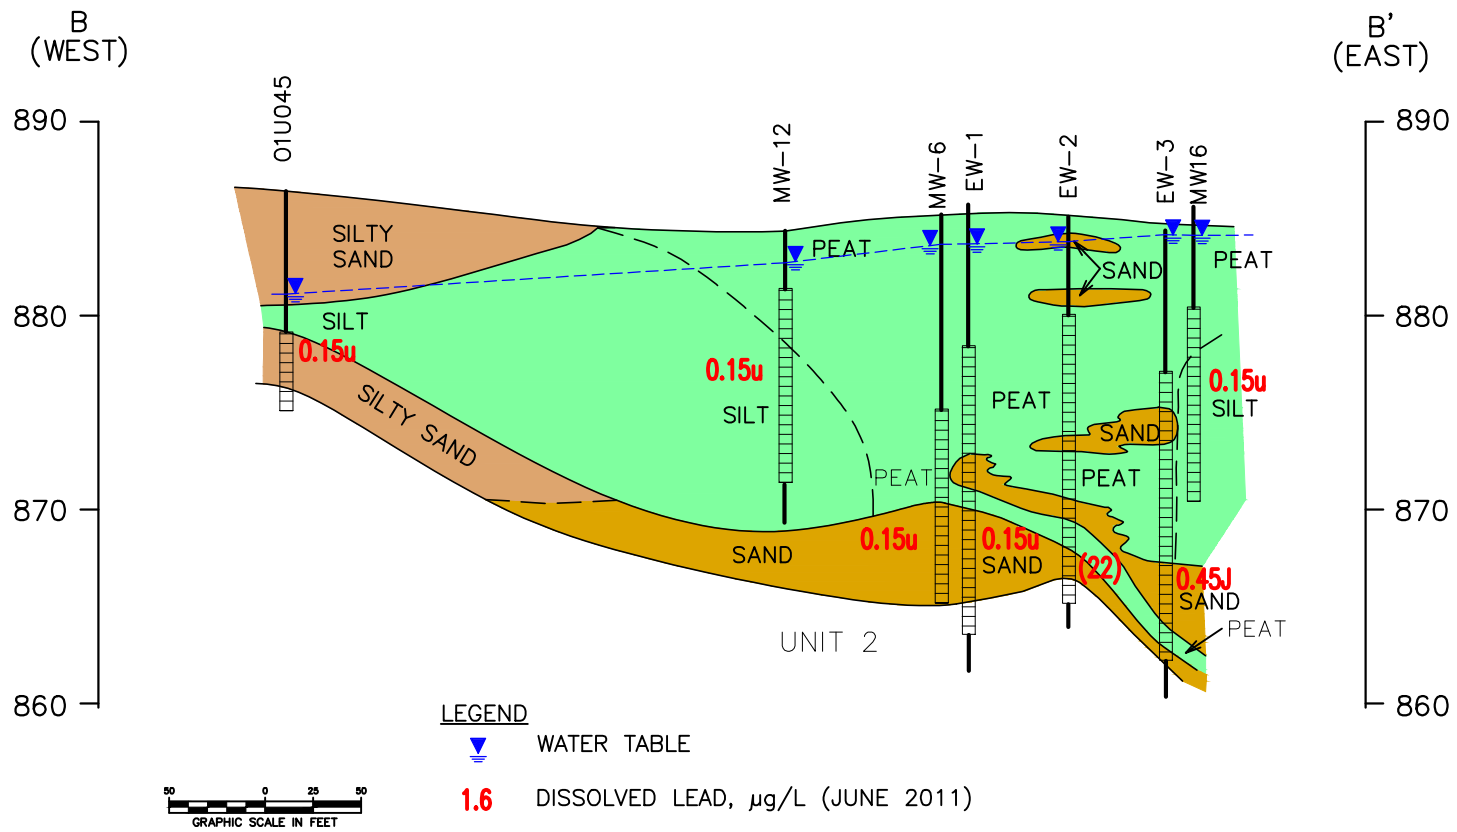 B
(WEST)
B'
(EAST)
890
880
870
860
890
880
870
860
01U045
MW-12
MW-6
EW-1
EW-2
EW-3
MW16
SILTY
SAND
SILT
0.15u
SILTY SAND
PEAT
0.15u
SILT
SAND
PEAT
0.15u
PEAT
0.15u
SAND
SAND
SAND
PEAT
(22)
PEAT
0.15u
SILT
0.45J
SAND
PEAT
UNIT 2
LEGEND
WATER TABLE
1.6 DISSOLVED LEAD, µg/L (JUNE 2011)
50 0 25 50
GRAPHIC SCALE IN FEET